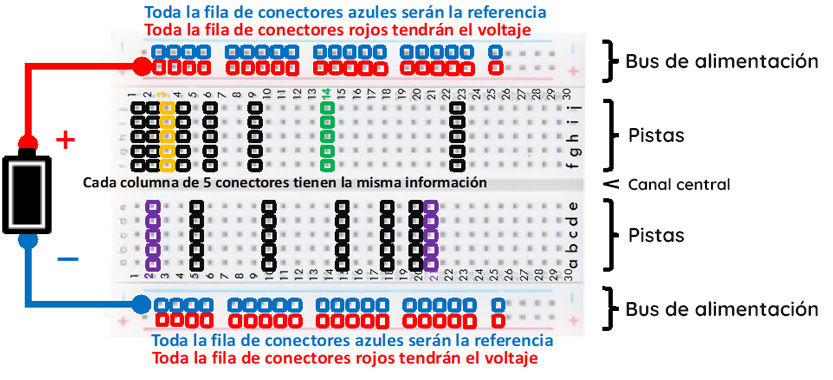 Toda la fila de conectores azules serán la referencia
Toda la fila de conectores rojos tendrán el voltaje
Bus de alimentación
− +
1 2 3 4 5 6 7 8 9 10 11 12 13 14 15 16 17 18 19 20 21 22 23 24 25 26 27 28 29 30
+
f g h i j
Pistas
Cada columna de 5 conectores tienen la misma información
Canal central
a b c d e
Pistas
−
1 2 3 4 5 6 7 8 9 10 11 12 13 14 15 16 17 18 19 20 21 22 23 24 25 26 27 28 29 30
− +
Bus de alimentación
Toda la fila de conectores azules serán la referencia
Toda la fila de conectores rojos tendrán el voltaje